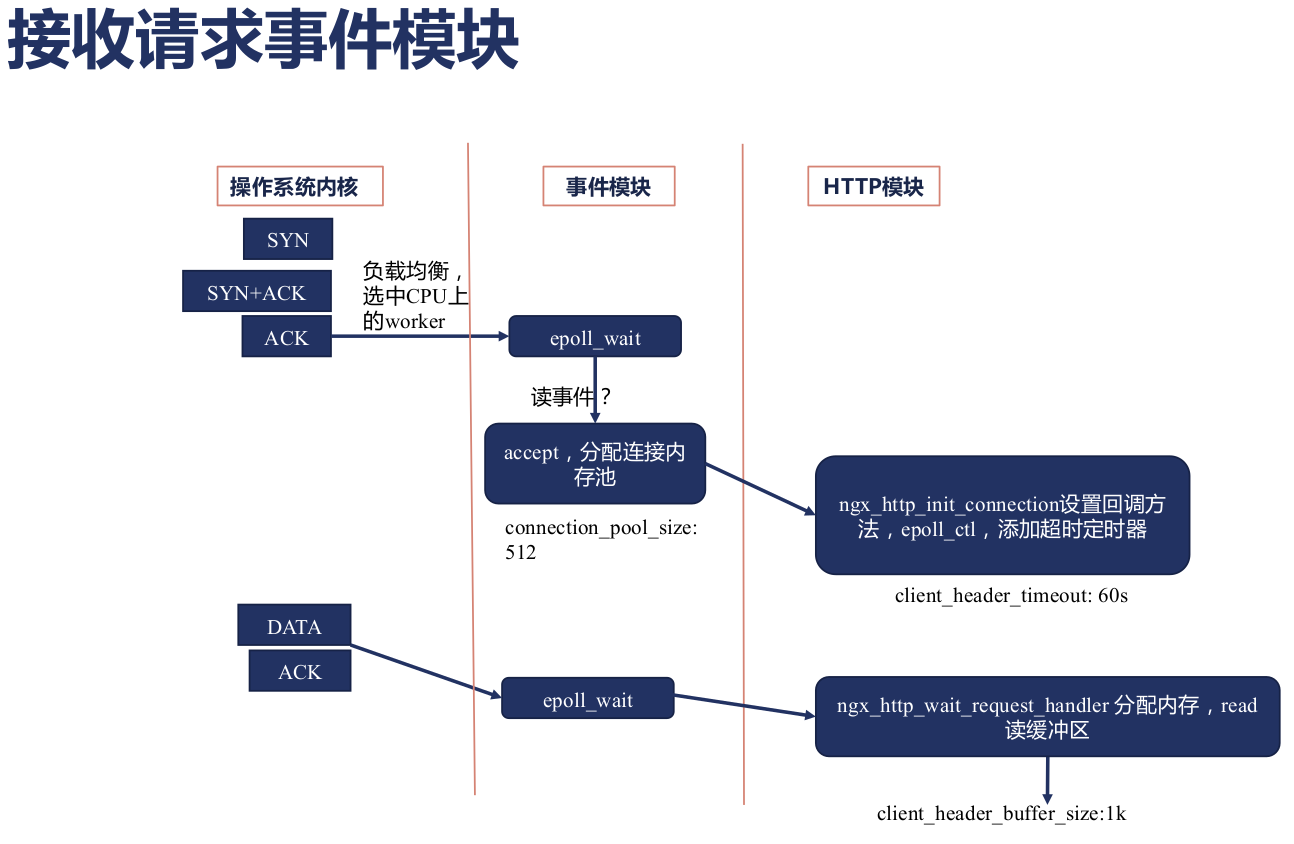 接收请求事件模块
操作系统内核
事件模块
HTTP模块
SYN
SYN+ACK
ACK
负载均衡，
选中CPU上
的worker
epoll_wait
读事件？
accept，分配连接内
存池
connection_pool_size:
512
ngx_http_init_connection设置回调方
法，epoll_ctl，添加超时定时器
client_header_timeout: 60s
DATA
ACK
epoll_wait
ngx_http_wait_request_handler 分配内存，read
读缓冲区
client_header_buffer_size:1k